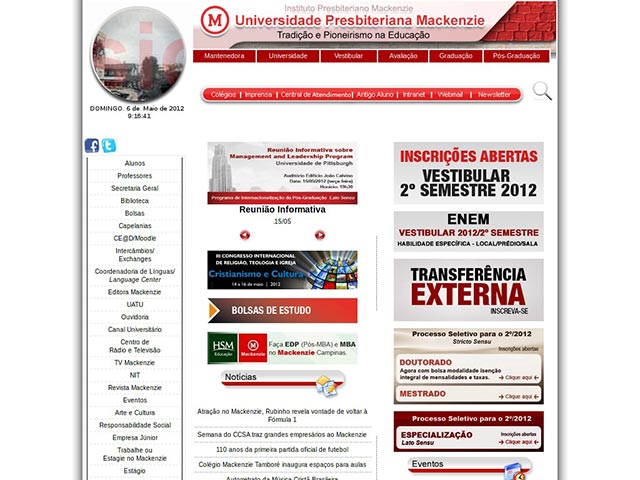 Instituto Presbiteriano Mackenzie
M
Universidade Presbiteriana Mackenzie
Tradição e Pioneirismo na Educação
Mantenedora
Universidade
Vestibular
Avaliação
Graduação
Pós-Graduação
Colégios | Imprensa | Central de Atendimento | Antigo Aluno | Intranet | Webmail | Newsletter
DOMINGO. 6 de Maio de 2012
9:16:41
Alunos
Professores
Secretaria Geral
Biblioteca
Bolsas
Capelanias
CE@D/Moodle
Intercâmbios/
Exchanges
Coordenadoria de Línguas/
Language Center
Editora Mackenzie
UATU
Ouvidoria
Canal Universitário
Centro de
Rádio e Televisão
TV Mackenzie
NIT
Revista Mackenzie
Eventos
Arte e Cultura
Responsabilidade Social
Empresa Júnior
Trabalhe ou
Estagie no Mackenzie
Estágio
Reunião Informativa sobre
Management and Leadership Program
Universidade de Pittsburgh
Auditório Edifício João Calvino
Data: 15/05/2012 (terça feira)
Horário: 19h30
Programa de Internacionalização do Pós-Graduação Lato Sensu
Reunião Informativa
15/05
III CONGRESSO INTERNACIONAL
DE RELIGIÃO, TEOLOGIA E IGREJA
Cristianismo e Cultura
14 a 16 de maio | 2012
BOLSAS DE ESTUDO
HSM
Educação
M
Mackenzie
Faça EDP (Pós-MBA) e MBA
no Mackenzie Campinas.
Notícias
Atração no Mackenzie, Rubinho revela vontade de voltar à
Fórmula 1
Semana do CCSA traz grandes empresários ao Mackenzie
110 anos da primeira partida oficial de futebol
Colégio Mackenzie Tamboré inaugura espaços para aulas
Autorretrato da Música Cristã Brasileira
INSCRIÇÕES ABERTAS
VESTIBULAR
2º SEMESTRE 2012
ENEM
VESTIBULAR 2012/2º SEMESTRE
HABILIDADE ESPECÍFICA - LOCAL/PRÉDIO/SALA
TRANSFERÊNCIA
EXTERNA
INSCREVA-SE
Processo Seletivo para o 2º/2012
Stricto Sensu
Inscrições abertas
DOUTORADO
Agora com bolsa modalidade isenção
integral de mensalidades e taxas.
Clique aqui
MESTRADO
Clique aqui
Processo Seletivo para o 2º/2012
ESPECIALIZAÇÃO
Lato Sensu
Inscrições abertas
Clique aqui
Eventos